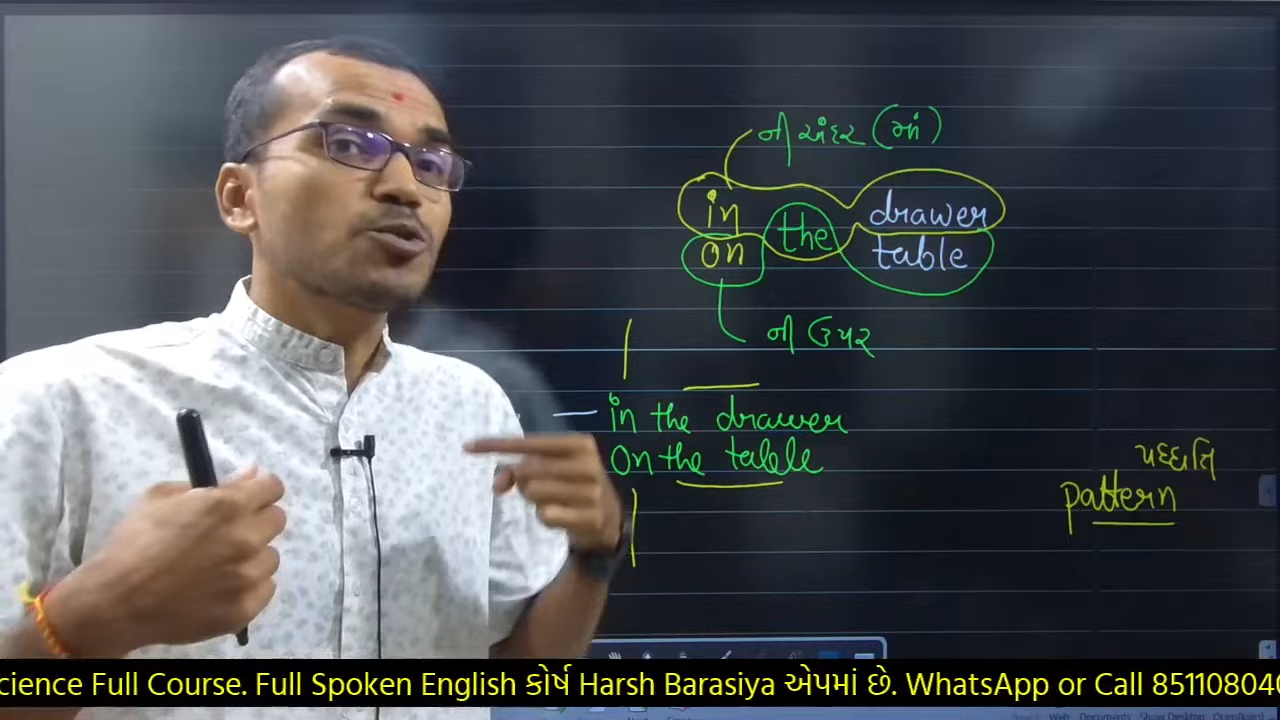 ની અંદર (માં)
in the drawer
on table
ની ઉપર
in the drawer
On the table
પધ્ધતિ
pattern
cience Full Course. Full Spoken English કોર્ષ Harsh Barasiya એપમાં છે. WhatsApp or Call 851108040